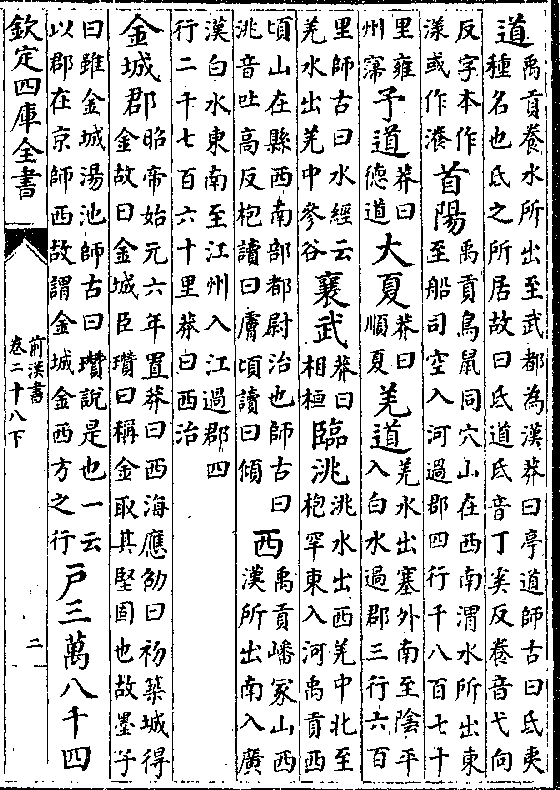 道禹貢養水所出至武都為漢莽曰亭道師古曰氐夷種名也氐之所居故曰氐道氐音丁奚反養音弋向
反字本作漾或作瀁首陽禹貢鳥鼠同穴山在西南渭水所出東至船司空入河過郡四行千八百七十
里雍州寖予道莽曰德道大夏莽曰順夏羌道羌水出塞外南至陰平入白水過郡三行六百
里師古曰水經云羌水出羌中參谷襄武莽曰相桓臨洮洮水出西羌中北至枹罕東入河禹貢西
頃山在縣西南部都尉治也師古曰洮音吐高反枹讀曰膚頃讀曰傾西禹貢嶓冢山西漢所出南入廣
漢白水東南至江州入江過郡四行二千七百六十里莽曰西治
金城郡昭帝始元六年置莽曰西海應劭曰初築城得金故曰金城臣瓚曰稱金取其堅固也故墨子
曰雖金城湯池師古曰瓚說是也一云以郡在京師西故謂金城金西方之行户三萬八千四
欽定四庫全書
前漢書
卷二十八下
二